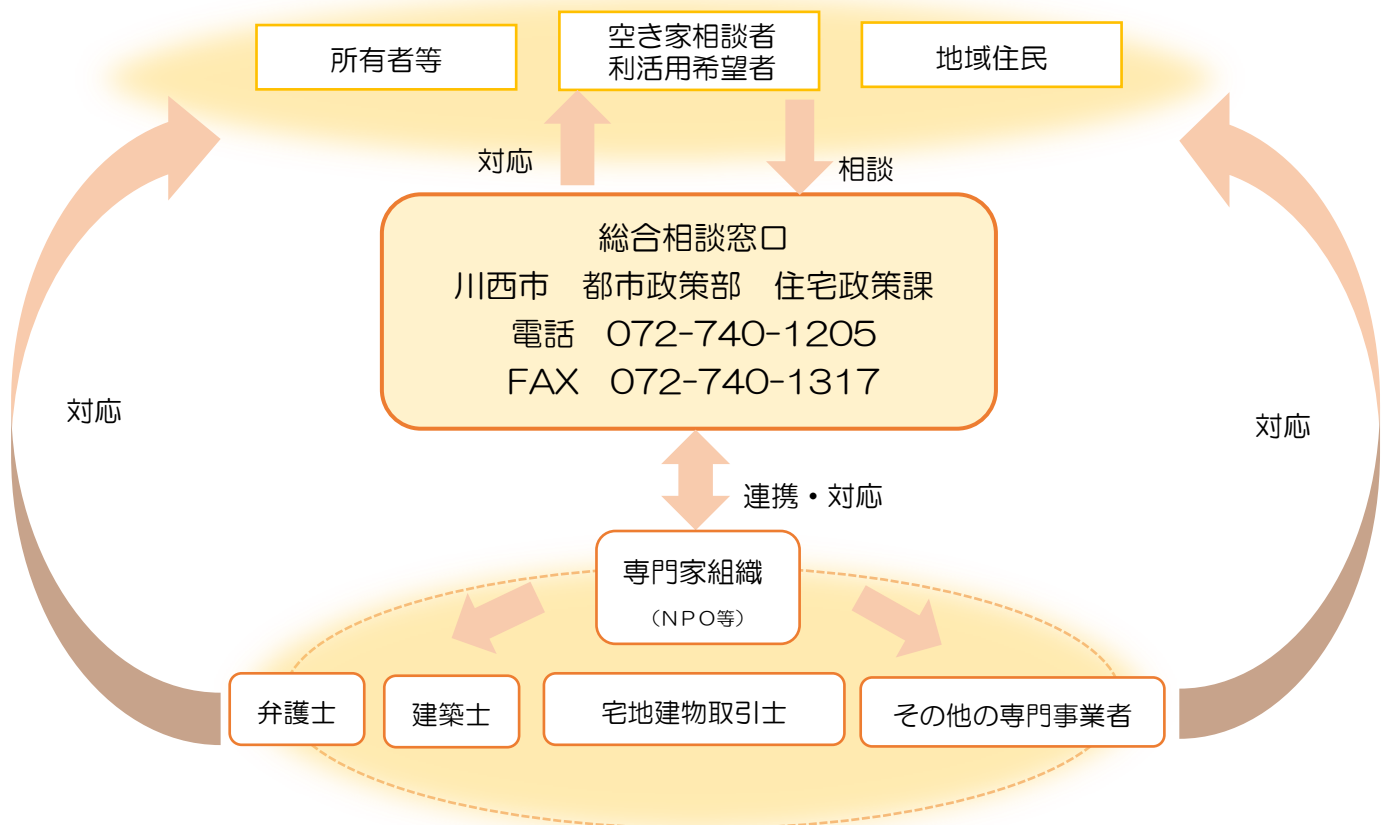 所有者等
空き家相談者
利活用希望者
地域住民
対応
相談
総合相談窓口
川西市　都市政策部　住宅政策課
電話　072-740-1205
FAX　072-740-1317
対応
対応
連携・対応
専門家組織
（NPO等）
弁護士
建築士
宅地建物取引士
その他の専門事業者